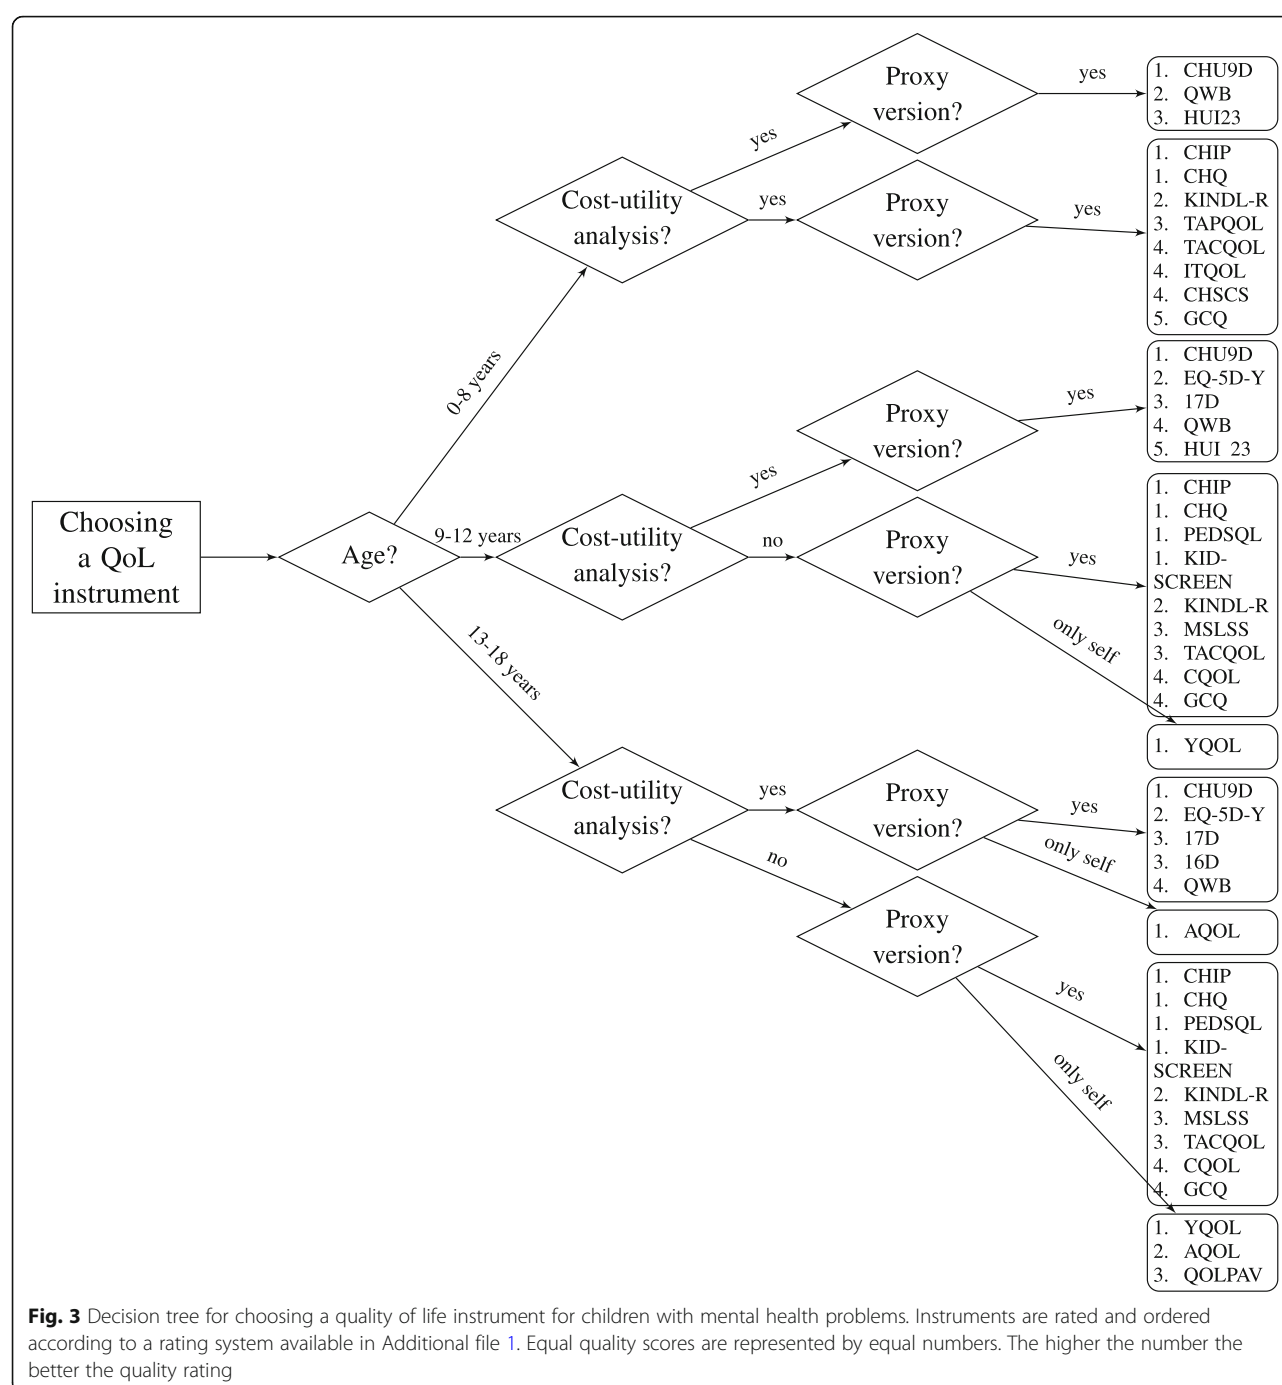 Choosing
a QoL
instrument
Age?
0-8 years
9-12 years
13-18 years
Cost-utility
analysis?
yes
Proxy
version?
yes
1. CHU9D
2. QWB
3. HUI23
yes
Proxy
version?
yes
1. CHIP
1. CHQ
2. KINDL-R
3. TAPQOL
4. TACQOL
4. ITQOL
4. CHSCS
5. GCQ
Cost-utility
analysis?
yes
Proxy
version?
yes
1. CHU9D
2. EQ-5D-Y
3. 17D
4. QWB
5. HUI 23
no
Proxy
version?
yes
1. CHIP
1. CHQ
1. PEDSQL
1. KID-
SCREEN
2. KINDL-R
3. MSLSS
3. TACQOL
4. CQOL
4. GCQ
only self
1. YQOL
Cost-utility
analysis?
yes
Proxy
version?
yes
1. CHU9D
2. EQ-5D-Y
3. 17D
3. 16D
4. QWB
only self
1. AQOL
no
Proxy
version?
yes
1. CHIP
1. CHQ
1. PEDSQL
1. KID-
SCREEN
2. KINDL-R
3. MSLSS
3. TACQOL
4. CQOL
4. GCQ
only self
1. YQOL
2. AQOL
3. QOLPAV
Fig. 3 Decision tree for choosing a quality of life instrument for children with mental health problems. Instruments are rated and ordered
according to a rating system available in Additional file 1. Equal quality scores are represented by equal numbers. The higher the number the
better the quality rating